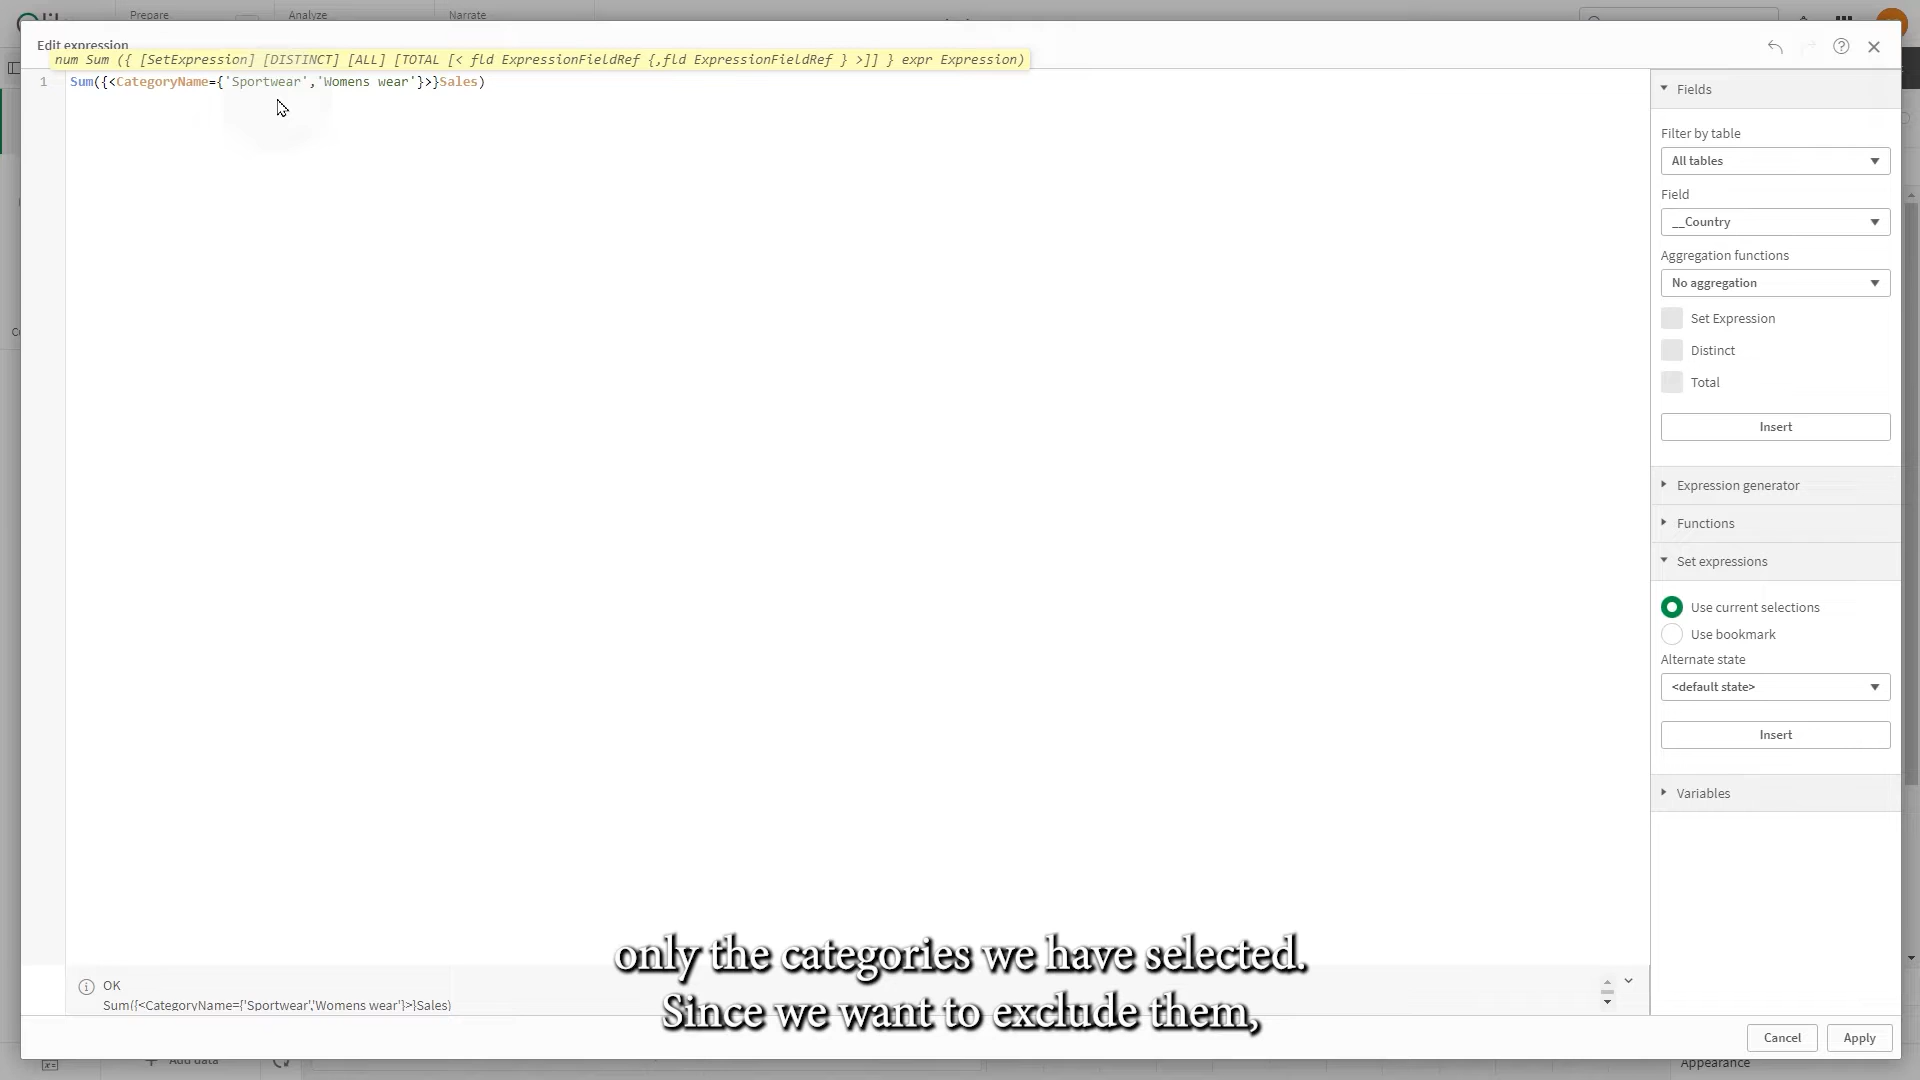 Prepare
Analyze
Narrate
Edit expression
num Sum ({ [SetExpression] [DISTINCT] [ALL] [TOTAL [< fld ExpressionFieldRef {,fld ExpressionFieldRef } >]] } expr Expression)
1 Sum({<CategoryName={'Sportwear','Womens wear'}>}Sales)
Fields
Filter by table
All tables
Field
__Country
Aggregation functions
No aggregation
Set Expression
Distinct
Total
Insert
Expression generator
Functions
Set expressions
Use current selections
Use bookmark
Alternate state
<default state>
Insert
Variables
only the categories we have selected.
Since we want to exclude them,
OK
Sum({<CategoryName={'Sportwear','Womens wear'}>}Sales)
Cancel
Apply
Add data
Appearance